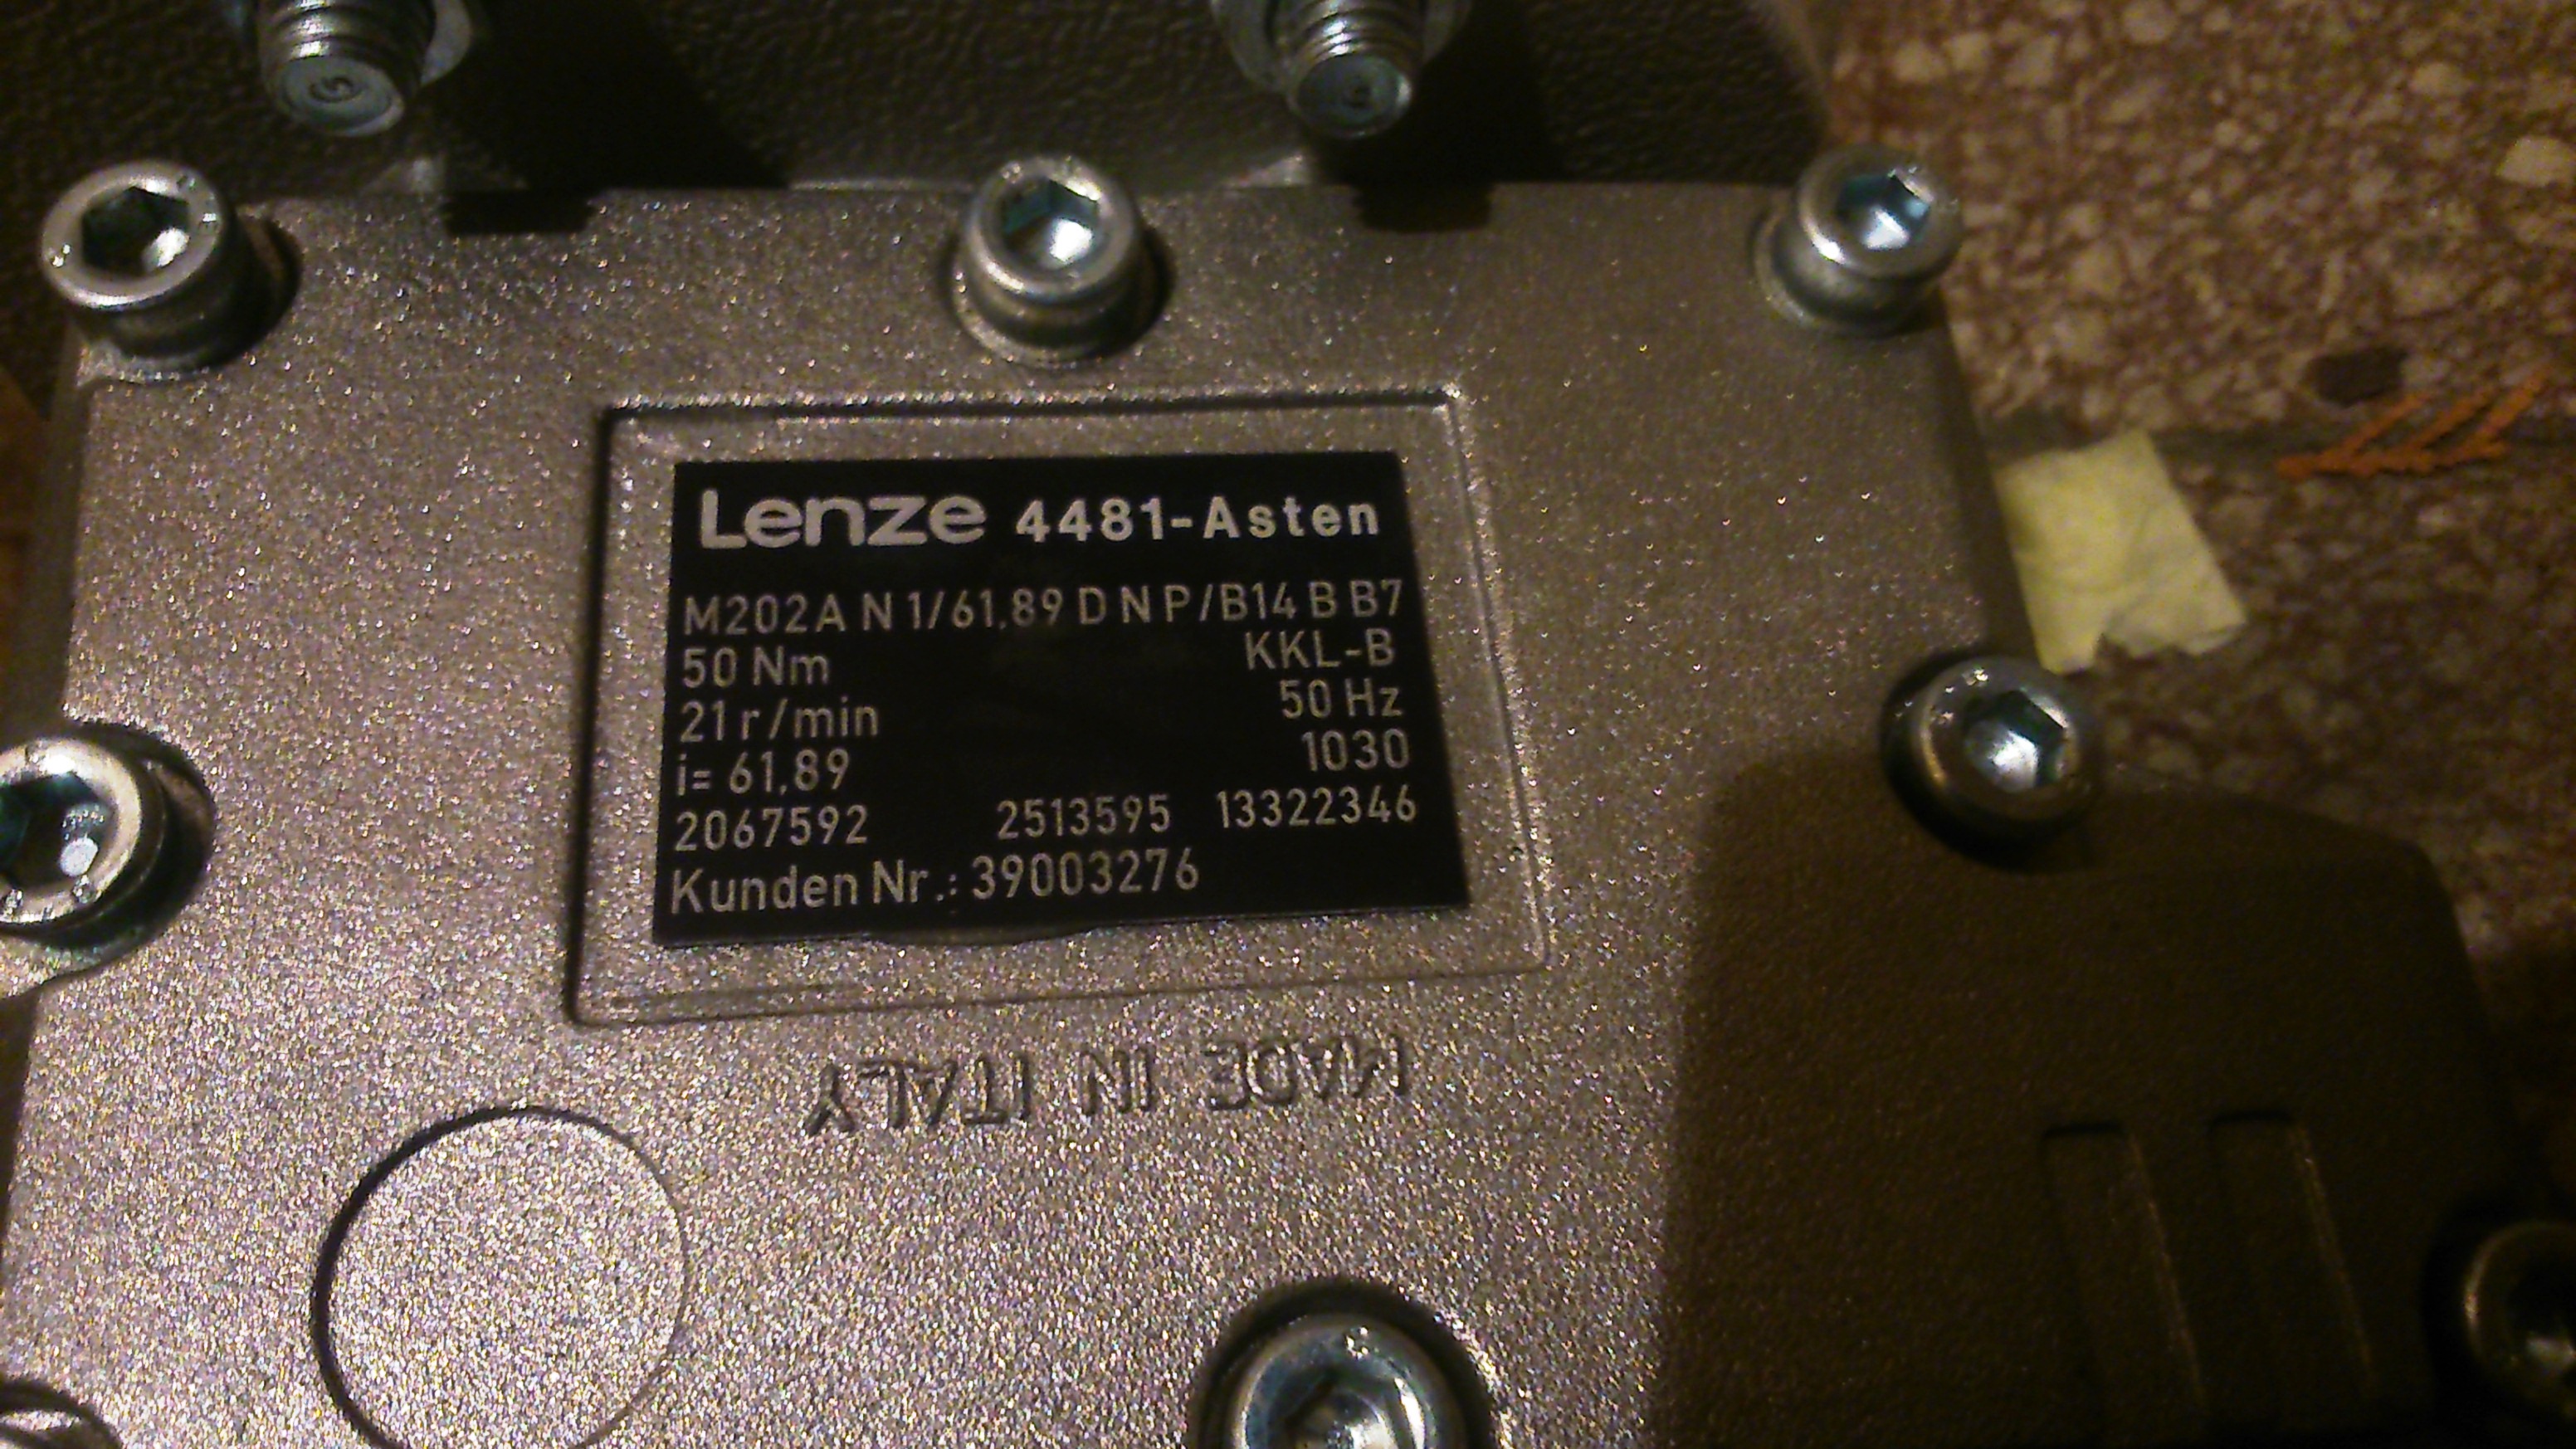 Lenze 4481-Asten
M202A N 1/61,89 D N P/B14 B B7
50 Nm KKL-B
21 r/min 50 Hz
i= 61,89 1030
2067592 2513595 13322346
Kunden Nr.: 39003276
MADE IN ITALY